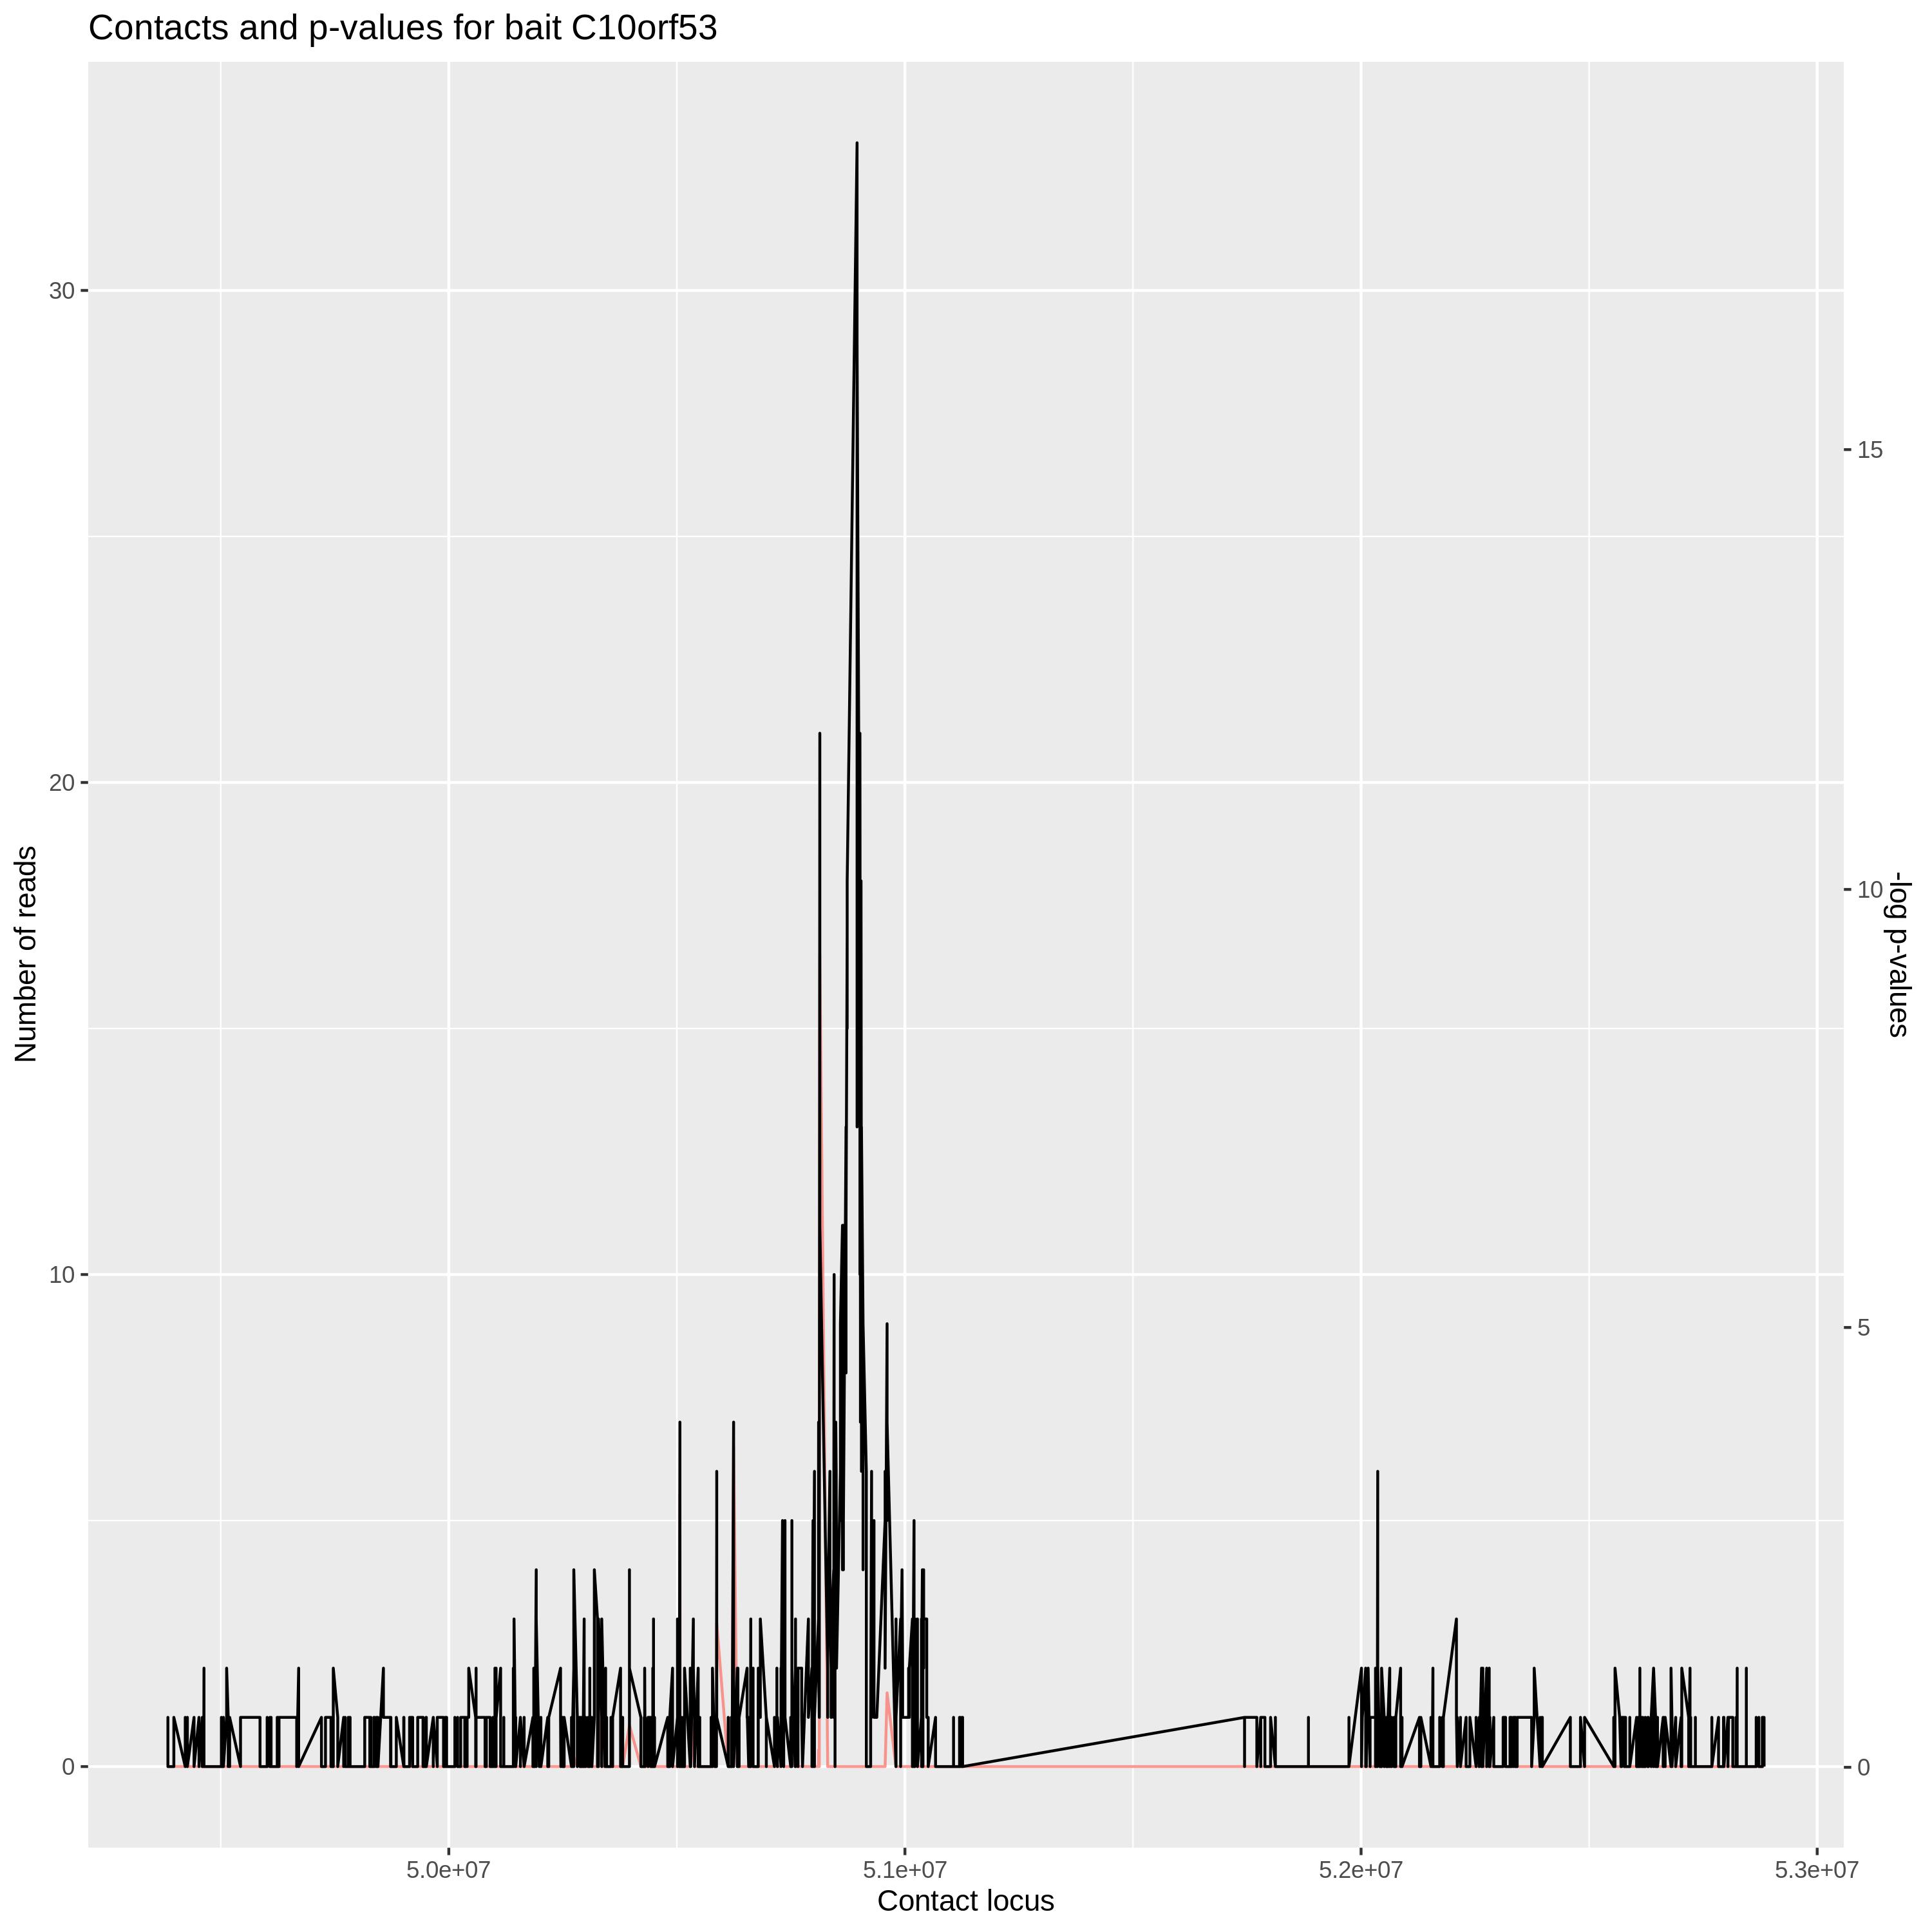 Contacts and p-values for bait C10orf53
30
20
10
0
Number of reads
15
10
5
0
-log p-values
5.0e+07
5.1e+07
5.2e+07
5.3e+07
Contact locus